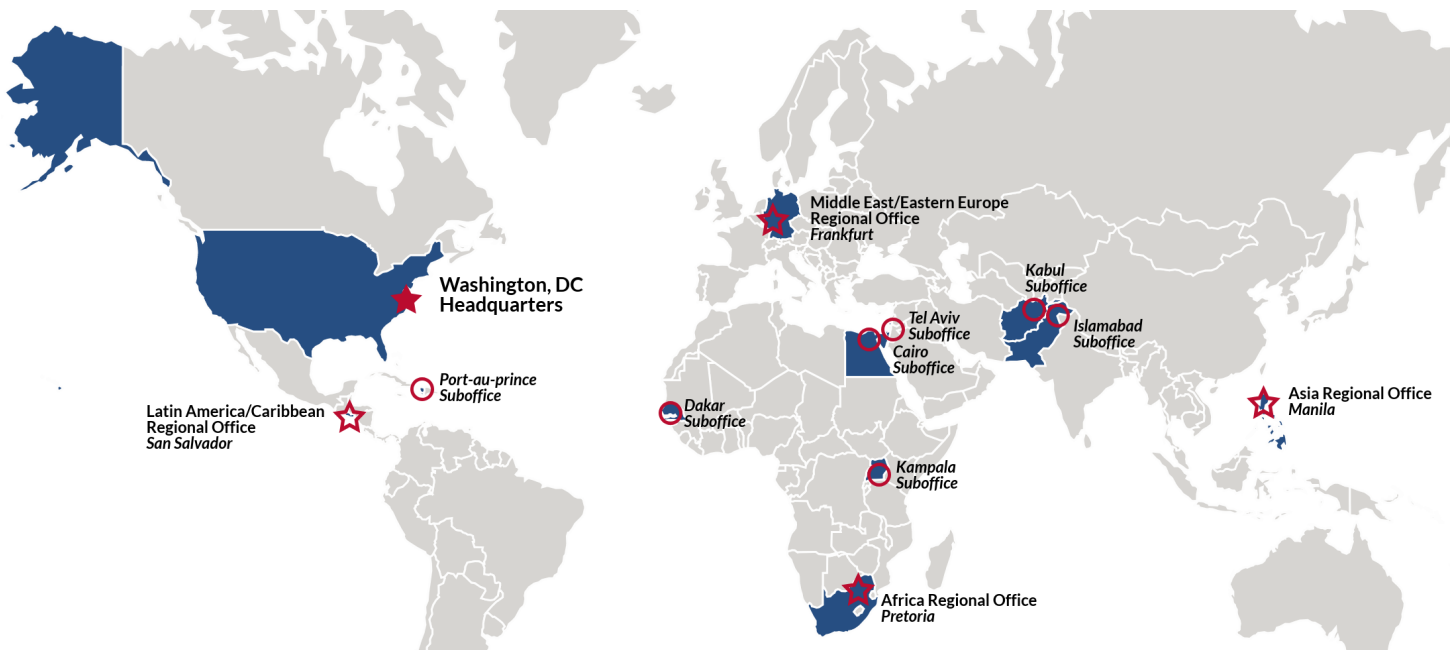 Washington, DC
Headquarters
Port-au-prince
Suboffice
Latin America/Caribbean
Regional Office
San Salvador
Middle East/Eastern Europe
Regional Office
Frankfurt
Kabul
Suboffice
Tel Aviv
Suboffice
Islamabad
Suboffice
Cairo
Suboffice
Dakar
Suboffice
Asia Regional Office
Manila
Kampala
Suboffice
Africa Regional Office
Pretoria